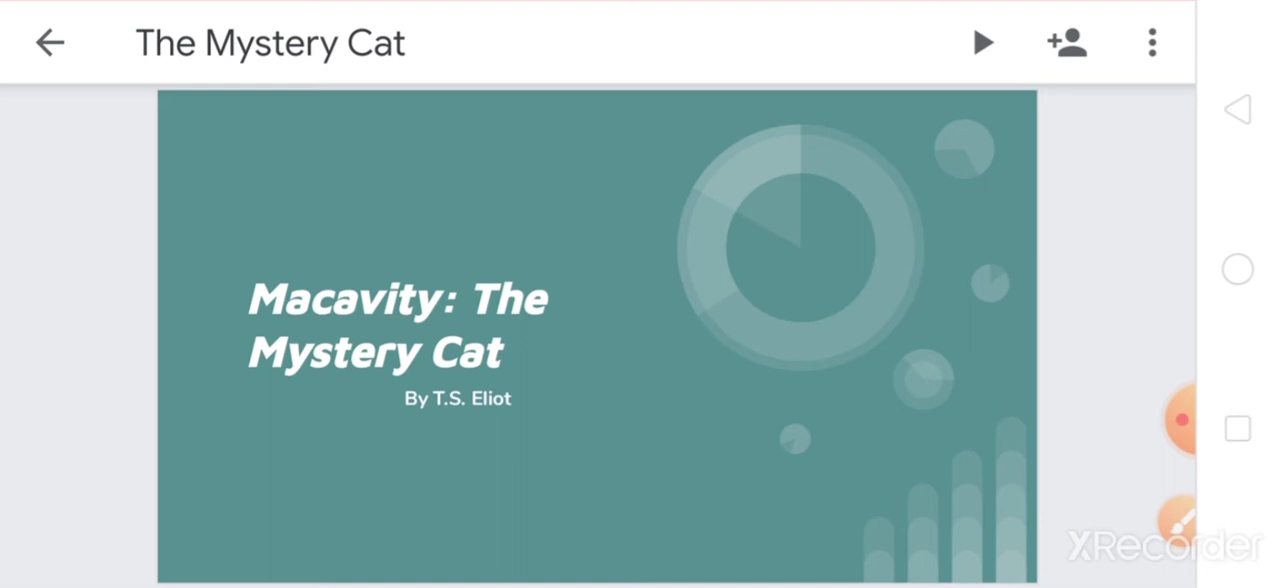 The Mystery Cat
Macavity: The
Mystery Cat
By T.S. Eliot
XRecorder